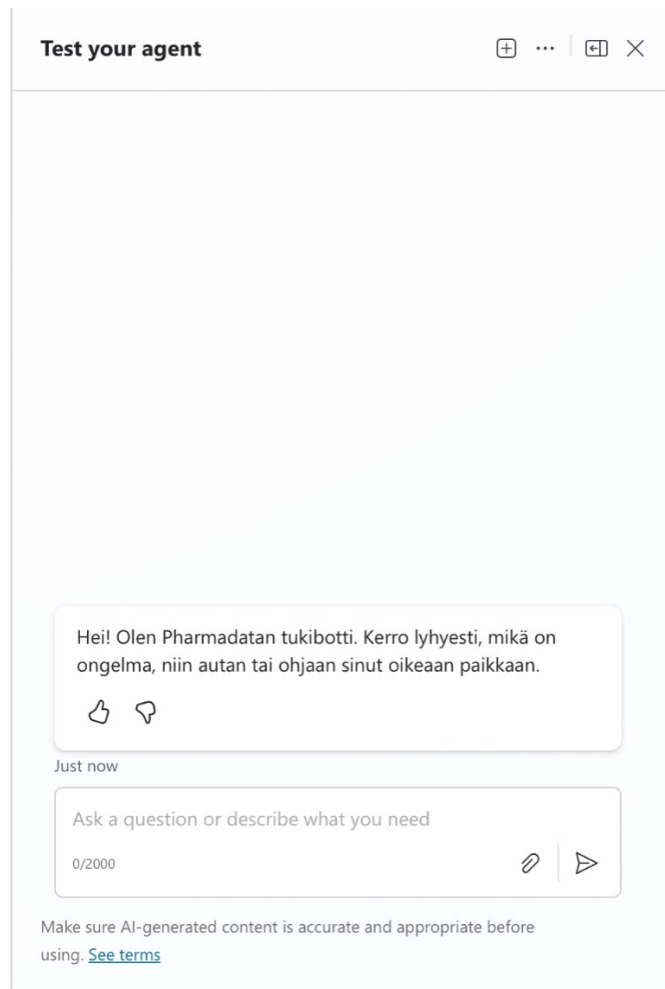 Test your agent
Hei! Olen Pharmadatan tukibotti. Kerro lyhyesti, mikä on
ongelma, niin autan tai ohjaan sinut oikeaan paikkaan.
Just now
Ask a question or describe what you need
0/2000
Make sure AI-generated content is accurate and appropriate before
using. See terms